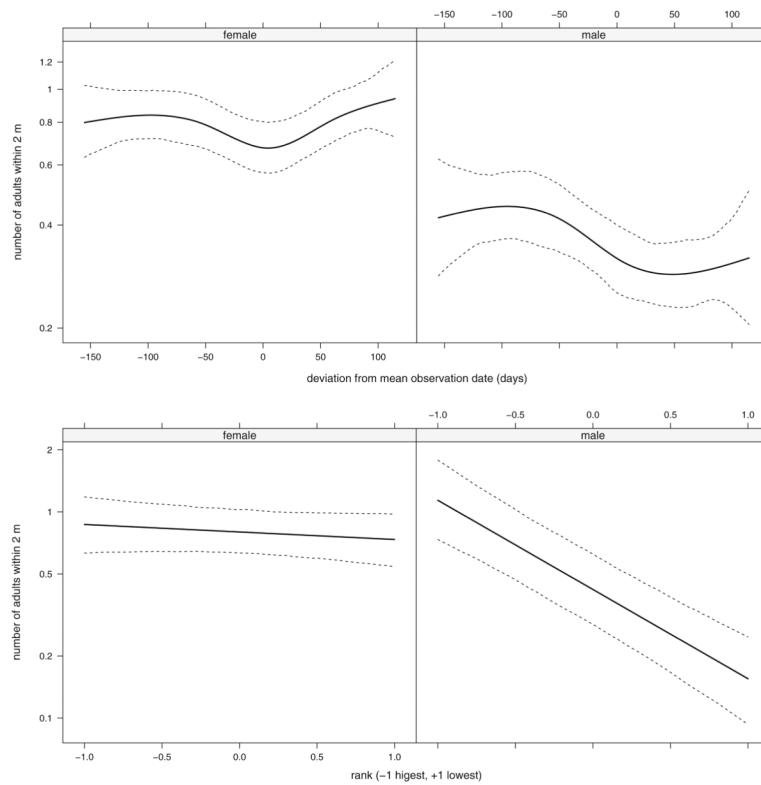 −150 −100 −50 0 50 100
female male
1.2
1
0.8
0.6
0.4
0.2
number of adults within 2 m
−150 −100 −50 0 50 100
deviation from mean observation date (days)
−1.0 −0.5 0.0 0.5 1.0
female male
2
1
0.5
0.2
0.1
number of adults within 2 m
−1.0 −0.5 0.0 0.5 1.0
rank (−1 higest, +1 lowest)